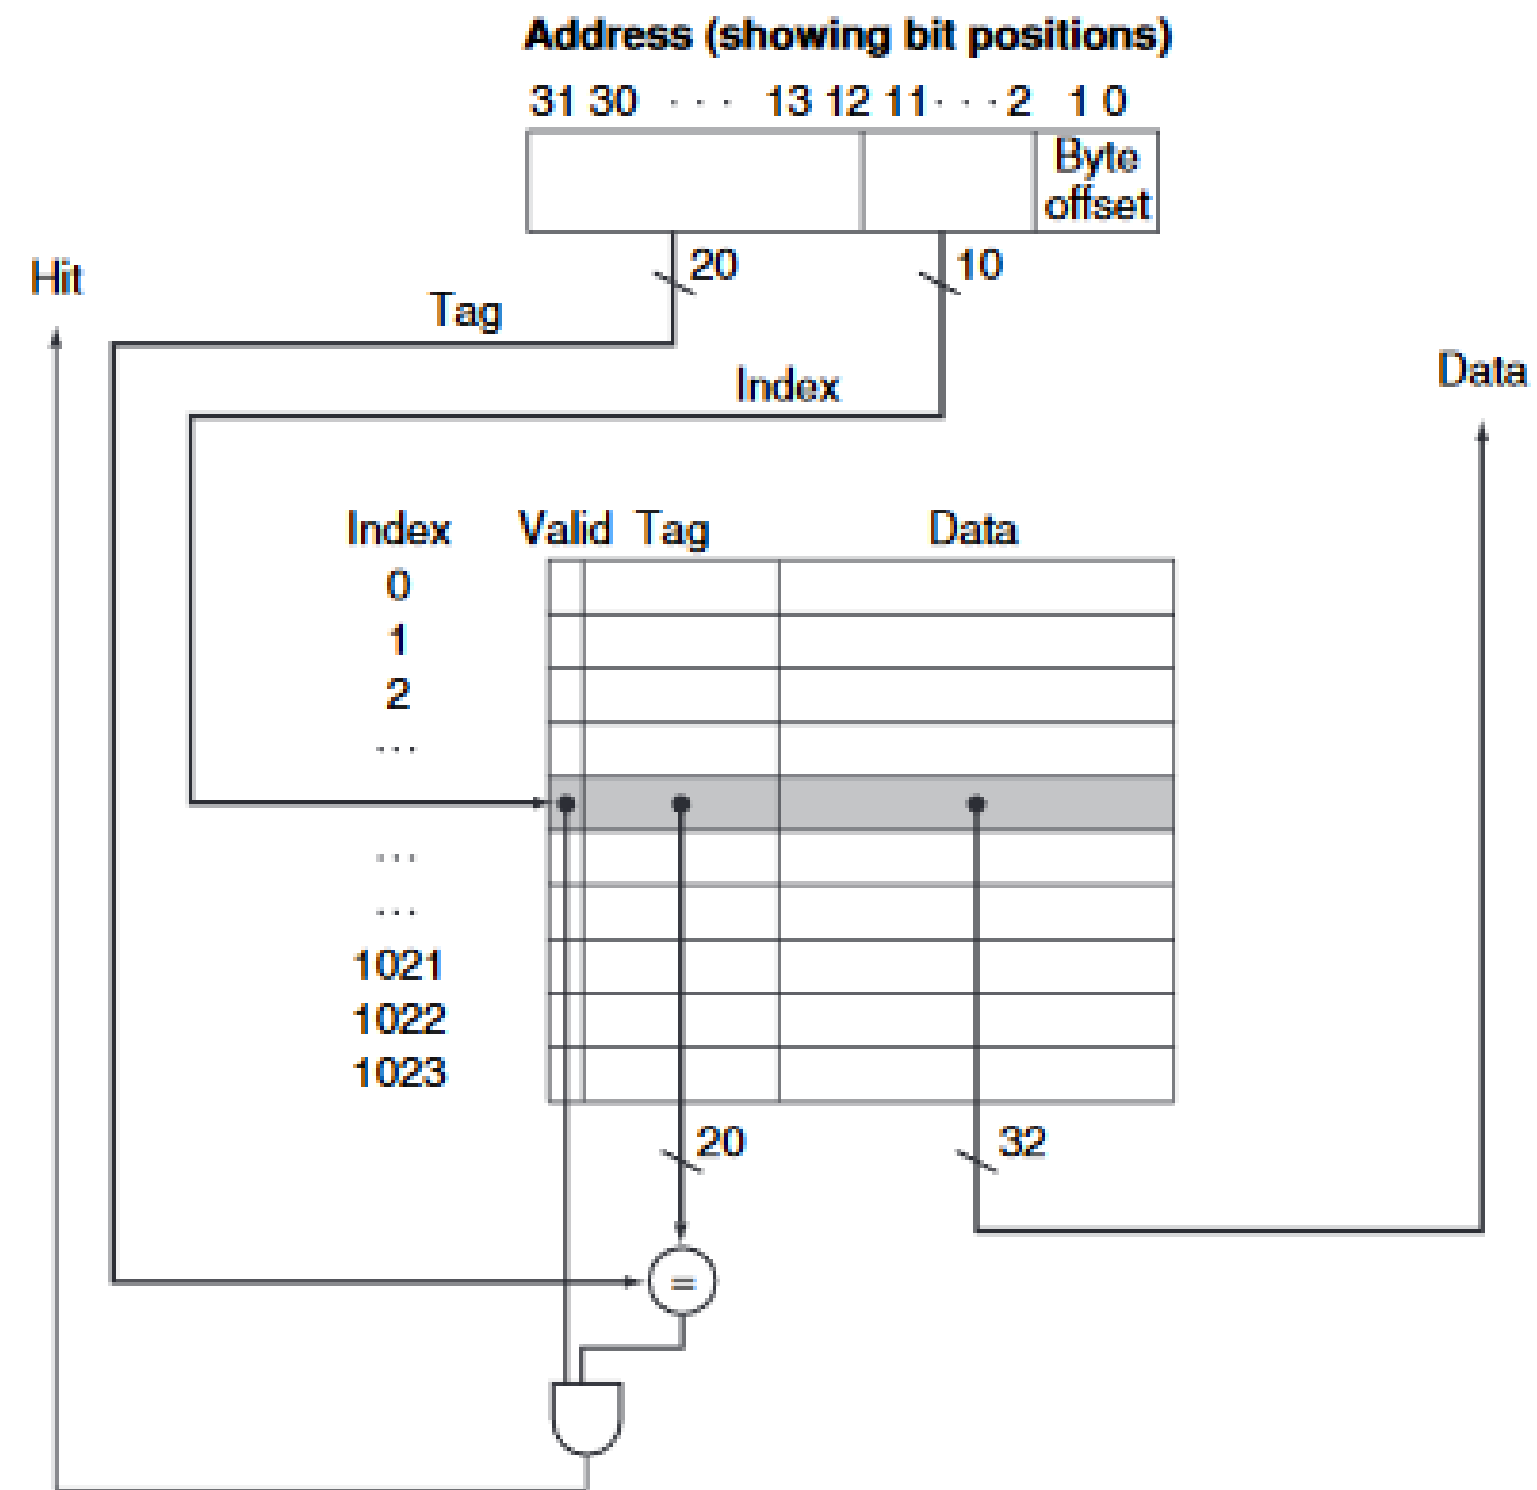 Address (showing bit positions)
31 30 · · · 13 12 11 · · · 2 1 0
Byte
offset
20 10
Hit
Tag
Data
Index
Index Valid Tag Data
0
1
2
...
...
...
1021
1022
1023
20 32
=